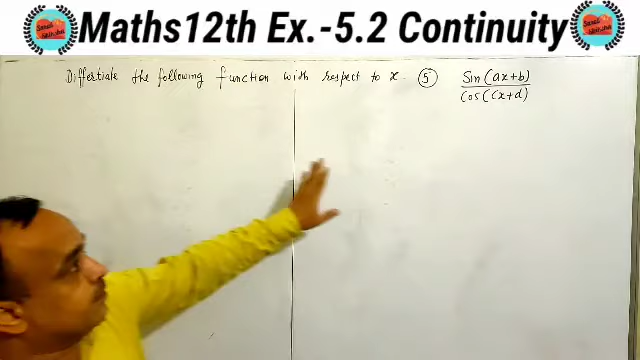 Maths12th Ex.-5.2 Continuity
Differtiate the following function with respect to x - ⑤ Sin(ax+b)
Cos(Cx+d)